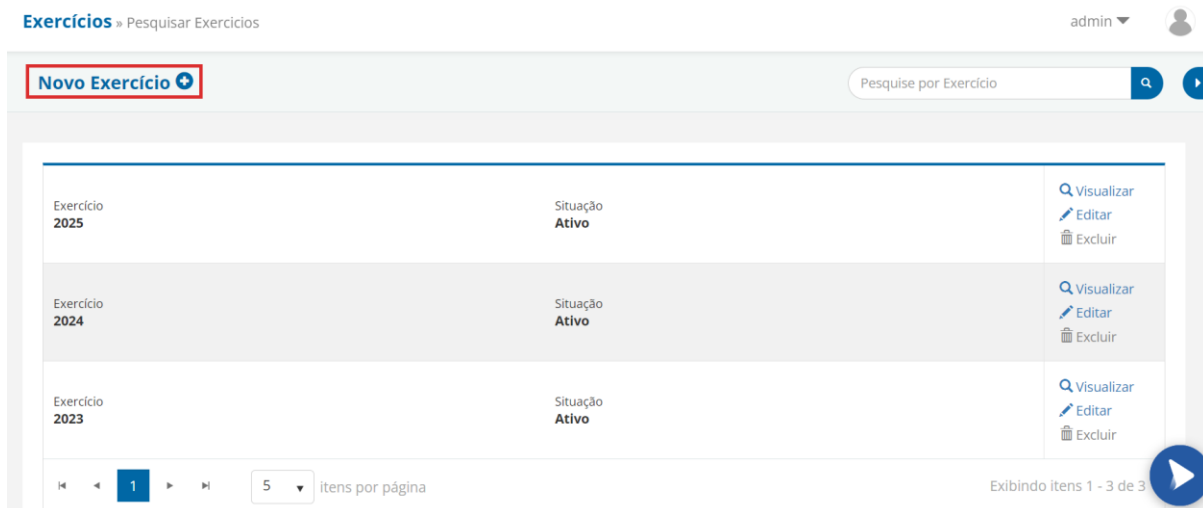 Exercícios » Pesquisar Exercicios
admin
Novo Exercício
Pesquise por Exercício
Exercício
2025
Situação
Ativo
Visualizar
Editar
Excluir
Exercício
2024
Situação
Ativo
Visualizar
Editar
Excluir
Exercício
2023
Situação
Ativo
Visualizar
Editar
Excluir
1
5
itens por página
Exibindo itens 1 - 3 de 3